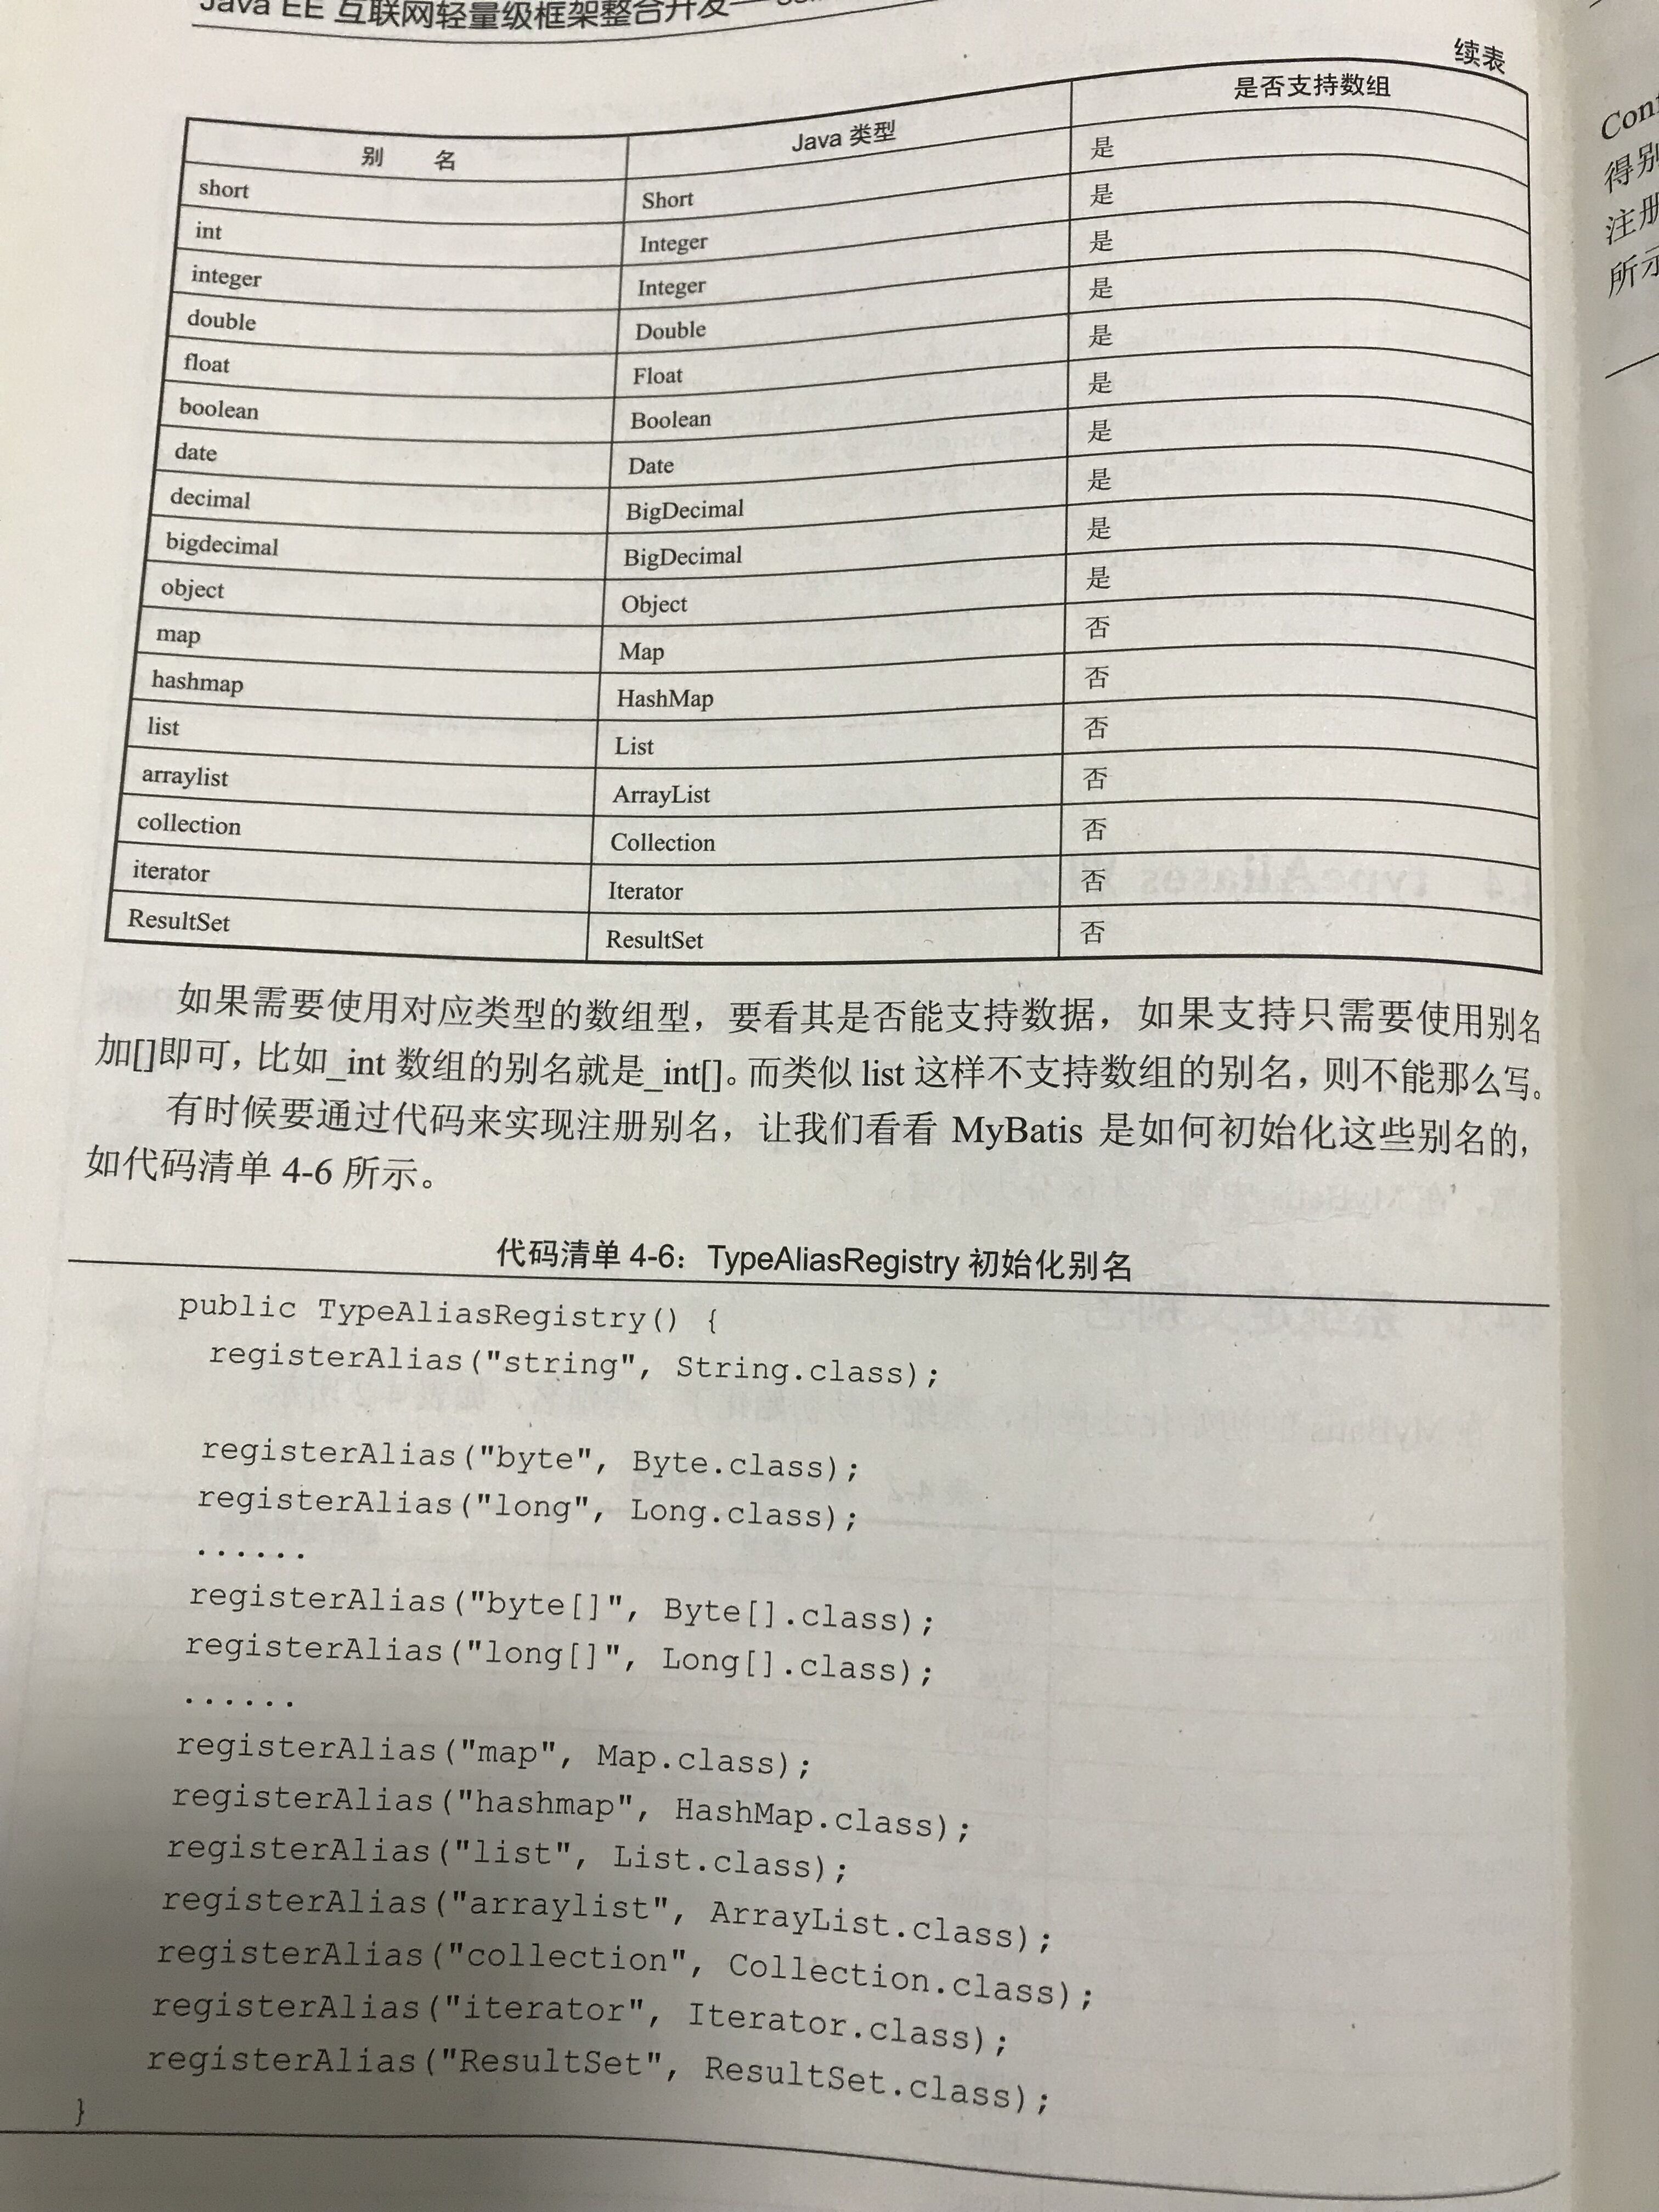 Java EE 互联网轻量级框架整合开发——
续表
别 名 Java 类型 是否支持数组
short Short 是
int Integer 是
integer Integer 是
double Double 是
float Float 是
boolean Boolean 是
date Date 是
decimal BigDecimal 是
bigdecimal BigDecimal 是
object Object 是
map Map 否
hashmap HashMap 否
list List 否
arraylist ArrayList 否
collection Collection 否
iterator Iterator 否
ResultSet ResultSet 否
如果需要使用对应类型的数组型，要看其是否能支持数据，如果支持只需要使用别名
加[]即可，比如_int 数组的别名就是_int[]。而类似 list 这样不支持数组的别名，则不能那么写。
有时候要通过代码来实现注册别名，让我们看看 MyBatis 是如何初始化这些别名的，
如代码清单 4-6 所示。
代码清单 4-6：TypeAliasRegistry 初始化别名
public TypeAliasRegistry() {
registerAlias("string", String.class);
registerAlias("byte", Byte.class);
registerAlias("long", Long.class);
......
registerAlias("byte[]", Byte[].class);
registerAlias("long[]", Long[].class);
......
registerAlias("map", Map.class);
registerAlias("hashmap", HashMap.class);
registerAlias("list", List.class);
registerAlias("arraylist", ArrayList.class);
registerAlias("collection", Collection.class);
registerAlias("iterator", Iterator.class);
registerAlias("ResultSet", ResultSet.class);
}
得别
注册
所示